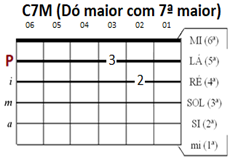 C7M (Dó maior com 7ª maior)
06 05 04 03 02 01
MI (6ª)
P 3 LÁ (5ª)
i 2 RÉ (4ª)
m SOL (3ª)
a SI (2ª)
mi (1ª)